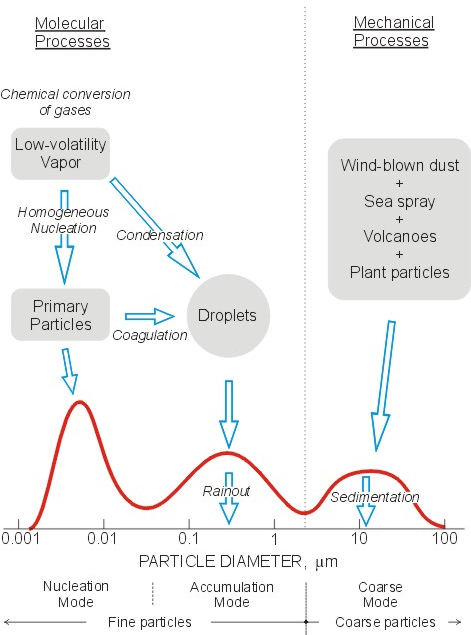 Molecular
Processes
Mechanical
Processes
Chemical conversion
of gases
Low-volatility
Vapor
Wind-blown dust
+
Sea spray
+
Volcanoes
+
Plant particles
Homogeneous
Nucleation
Condensation
Primary
Particles
Coagulation
Droplets
Rainout
Sedimentation
0.001
0.01
0.1
1
10
100
PARTICLE DIAMETER, μm
Nucleation
Mode
Accumulation
Mode
Coarse
Mode
Fine particles
Coarse particles